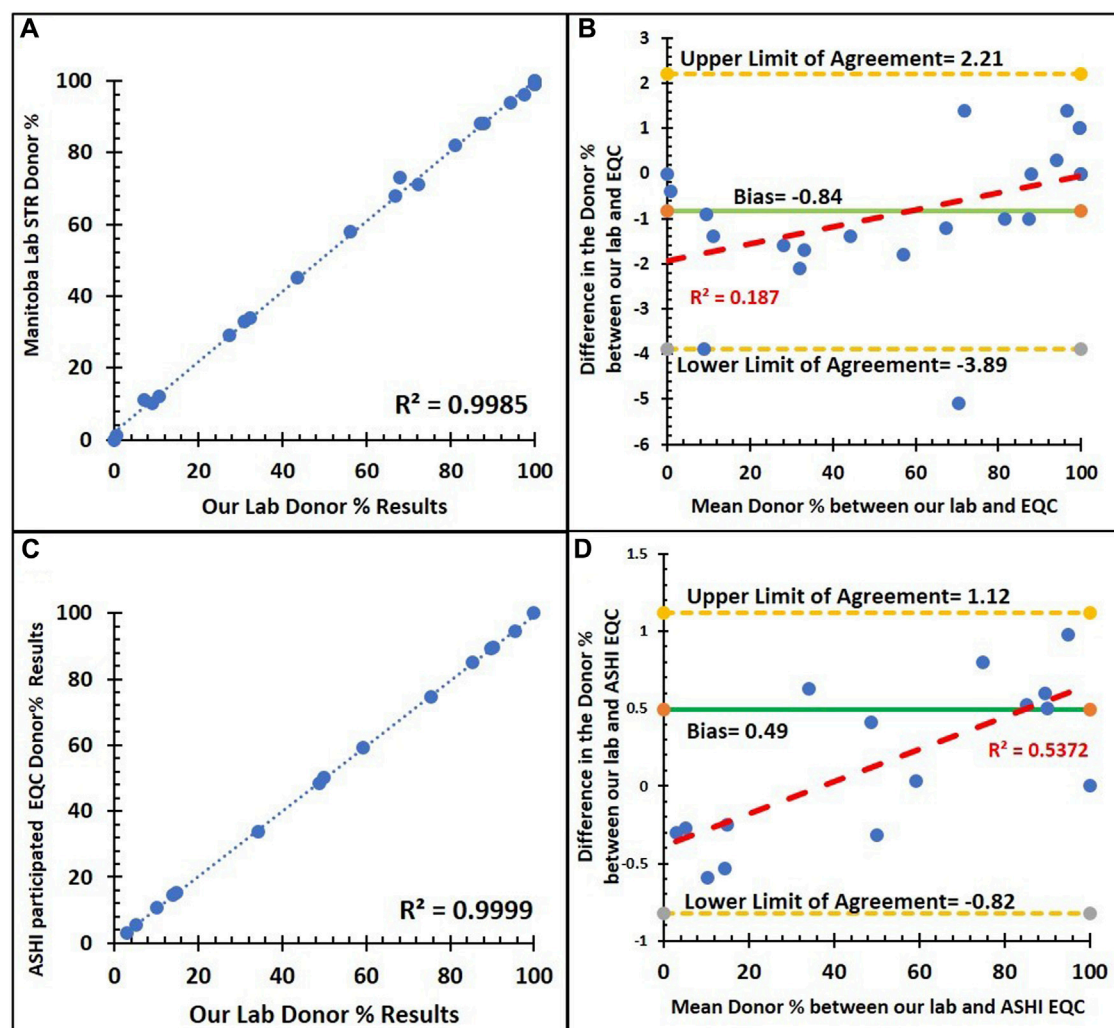 A
Manitoba Lab STR Donor %
100
80
60
40
20
0
R² = 0.9985
0 20 40 60 80 100
Our Lab Donor % Results
B
Difference in the Donor %
between our lab and EQC
3
2
1
0
-1
-2
-3
-4
-5
-6
Upper Limit of Agreement= 2.21
Bias= -0.84
R² = 0.187
Lower Limit of Agreement= -3.89
0 20 40 60 80 100
Mean Donor % between our lab and EQC
C
ASHI participated EQC Donor% Results
100
80
60
40
20
0
R² = 0.9999
0 20 40 60 80 100
Our Lab Donor % Results
D
Difference in the Donor %
between our lab and ASHI EQC
1.5
1
0.5
0
-0.5
-1
Upper Limit of Agreement= 1.12
Bias= 0.49
R² = 0.5372
Lower Limit of Agreement= -0.82
0 20 40 60 80 100
Mean Donor % between our lab and ASHI EQC